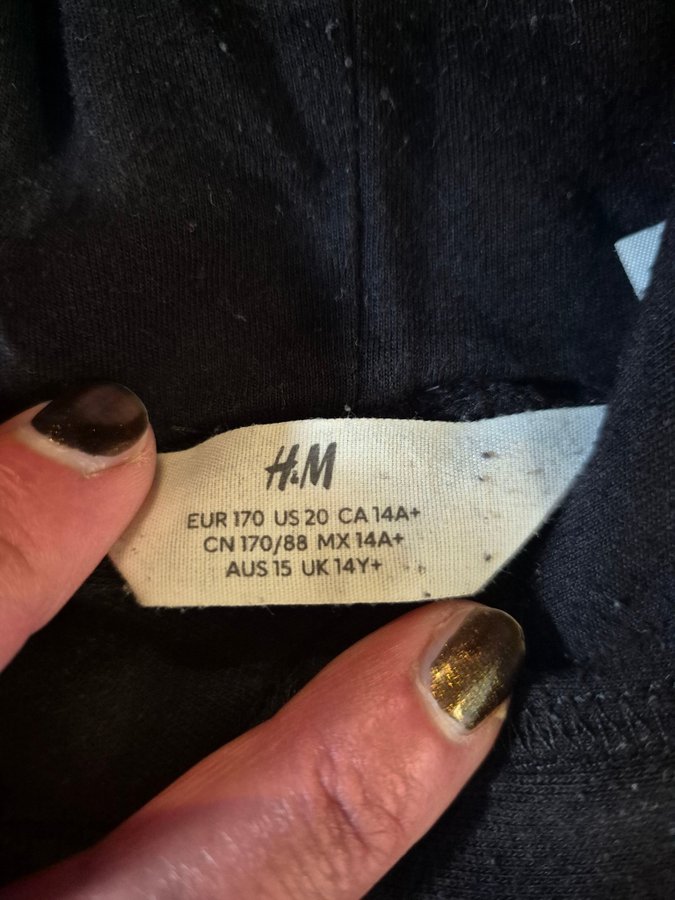 H&M
EUR 170 US 20 CA 14A+
CN 170/88 MX 14A+
AUS 15 UK 14Y+